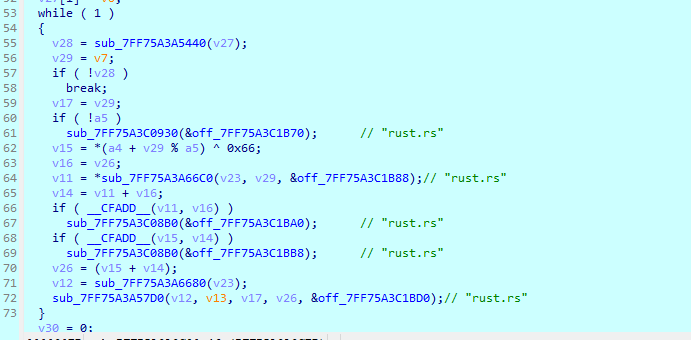 53 while ( 1 )
54 {
55 v28 = sub_7FF75A3A5440(v27);
56 v29 = v7;
57 if ( !v28 )
58 break;
59 v17 = v29;
60 if ( !a5 )
61 sub_7FF75A3C0930(&off_7FF75A3C1B70); // "rust.rs"
62 v15 = *(a4 + v29 % a5) ^ 0x66;
63 v16 = v26;
64 v11 = *sub_7FF75A3A66C0(v23, v29, &off_7FF75A3C1B88);// "rust.rs"
65 v14 = v11 + v16;
66 if ( __CFADD__(v11, v16) )
67 sub_7FF75A3C08B0(&off_7FF75A3C1BA0); // "rust.rs"
68 if ( __CFADD__(v15, v14) )
69 sub_7FF75A3C08B0(&off_7FF75A3C1BB8); // "rust.rs"
70 v26 = (v15 + v14);
71 v12 = sub_7FF75A3A6680(v23);
72 sub_7FF75A3A57D0(v12, v13, v17, v26, &off_7FF75A3C1BD0);// "rust.rs"
73 }
v30 = 0;